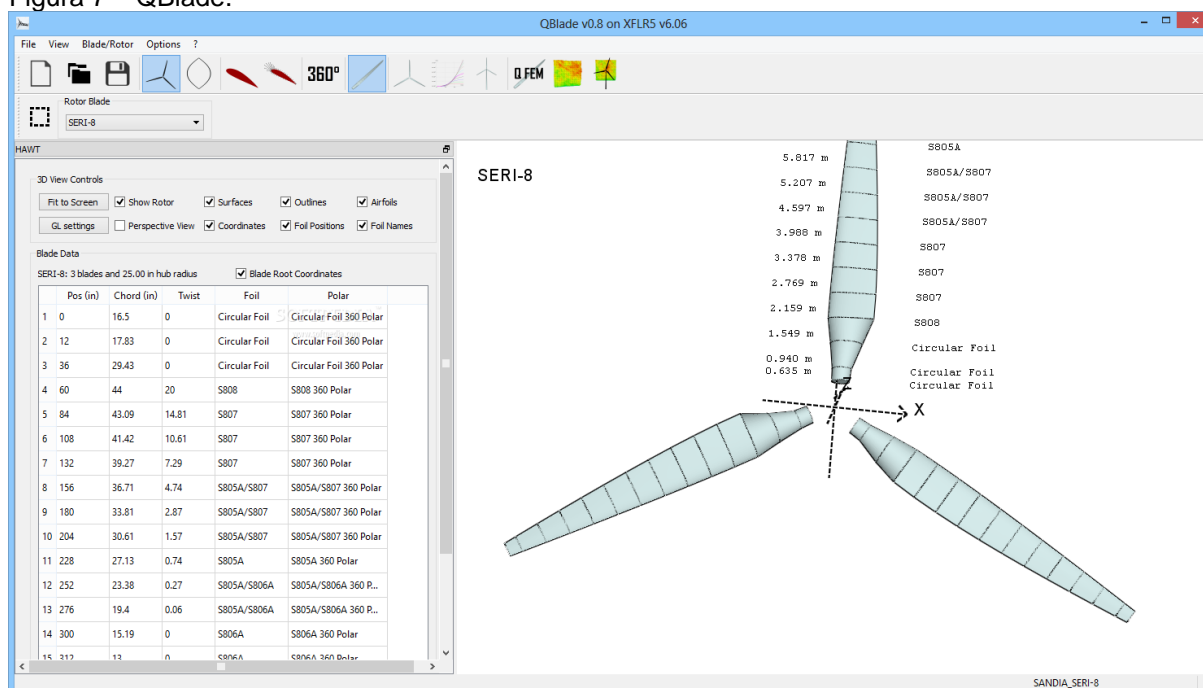 Figura 7 – QBlade.
QBlade v0.8 on XFLR5 v6.06
File View Blade/Rotor Options ?
360°
Q FEM
Rotor Blade
SERI-8
HAWT
3D View Controls
Fit to Screen Show Rotor Surfaces Outlines Airfoils
GL settings Perspective View Coordinates Foil Positions Foil Names
Blade Data
SERI-8: 3 blades and 25.00 in hub radius Blade Root Coordinates
Pos (in) Chord (in) Twist Foil Polar
1 0 16.5 0 Circular Foil Circular Foil 360 Polar
2 12 17.83 0 Circular Foil Circular Foil 360 Polar
3 36 29.43 0 Circular Foil Circular Foil 360 Polar
4 60 44 20 S808 S808 360 Polar
5 84 43.09 14.81 S807 S807 360 Polar
6 108 41.42 10.61 S807 S807 360 Polar
7 132 39.27 7.29 S807 S807 360 Polar
8 156 36.71 4.74 S805A/S807 S805A/S807 360 Polar
9 180 33.81 2.87 S805A/S807 S805A/S807 360 Polar
10 204 30.61 1.57 S805A/S807 S805A/S807 360 Polar
11 228 27.13 0.74 S805A S805A 360 Polar
12 252 23.38 0.27 S805A/S806A S805A/S806A 360 P...
13 276 19.4 0.06 S805A/S806A S805A/S806A 360 P...
14 300 15.19 0 S806A S806A 360 Polar
15 312 13 0 S806A S806A 360 Polar
SERI-8
S805A
5.817 m S805A/S807
5.207 m S805A/S807
4.597 m S805A/S807
3.988 m S807
3.378 m S807
2.769 m S807
2.159 m S808
1.549 m Circular Foil
0.940 m Circular Foil
0.635 m Circular Foil
X
SANDIA_SERI-8